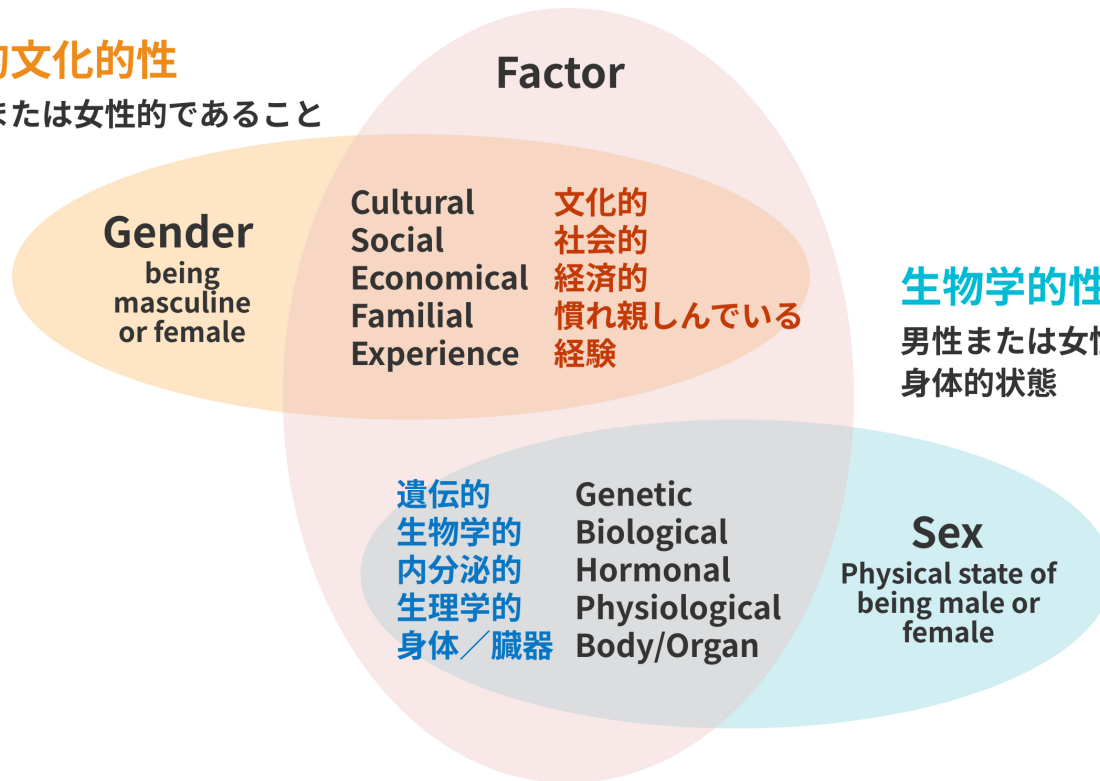 的文化的性
または女性的であること
Factor
Gender
being
masculine
or female
Cultural 文化的
Social 社会的
Economical 経済的
Familial 慣れ親しんでいる
Experience 経験
生物学的性
男性または女性
身体的状態
遺伝的 Genetic
生物学的 Biological
内分泌的 Hormonal
生理学的 Physiological
身体／臓器 Body/Organ
Sex
Physical state of
being male or
female